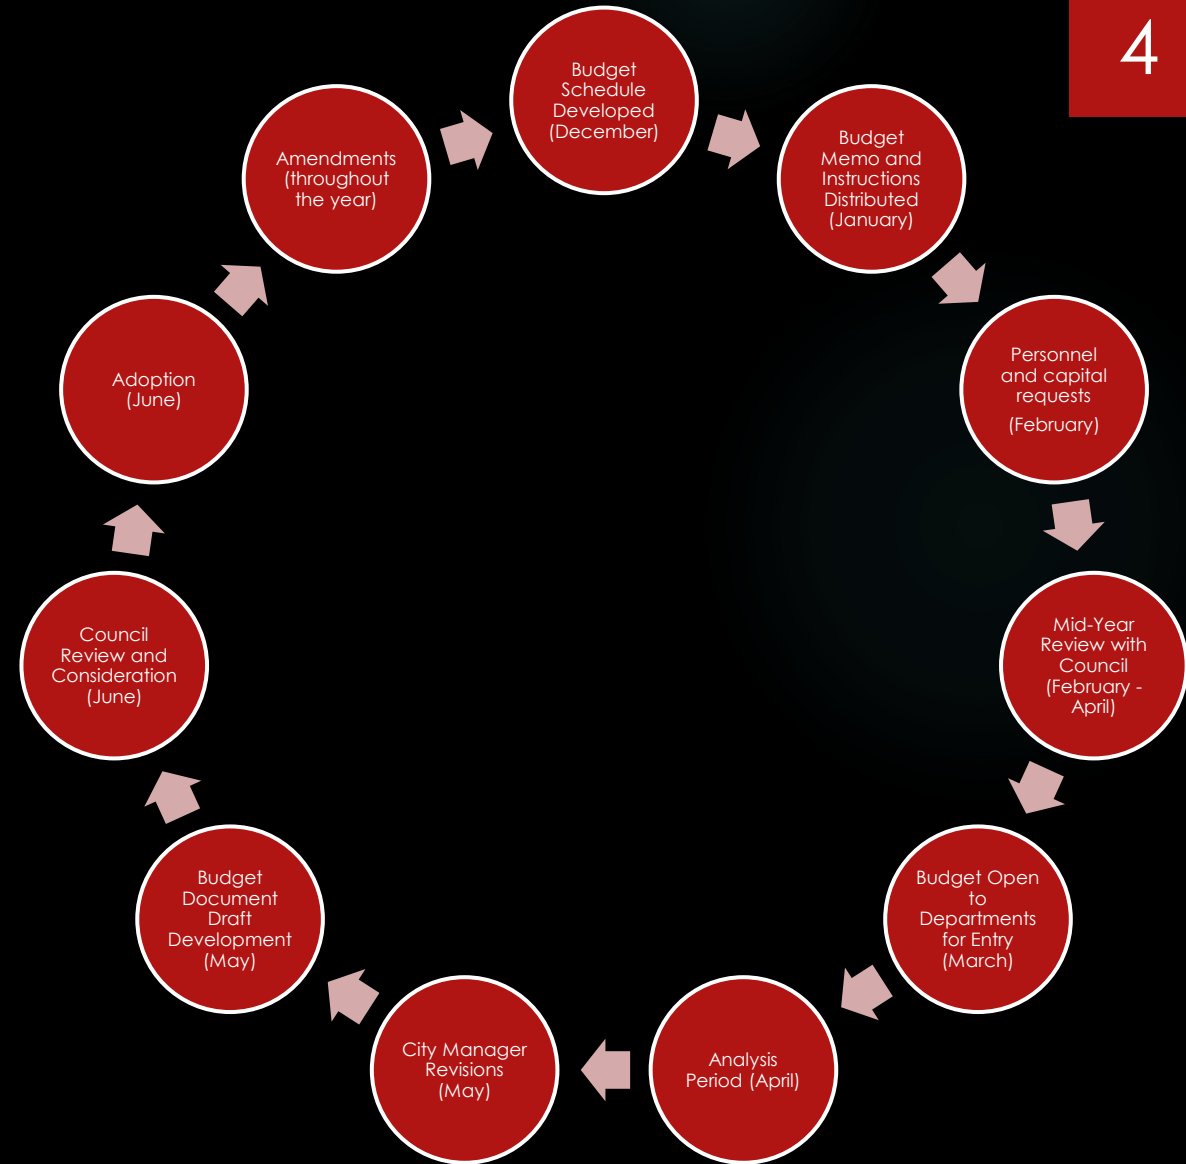 4
Budget
Schedule
Developed
(December)
Budget
Memo and
Instructions
Distributed
(January)
Personnel
and capital
requests
(February)
Mid-Year
Review with
Council
(February -
April)
Budget Open
to
Departments
for Entry
(March)
Analysis
Period (April)
City Manager
Revisions
(May)
Budget
Document
Draft
Development
(May)
Council
Review and
Consideration
(June)
Adoption
(June)
Amendments
(throughout
the year)